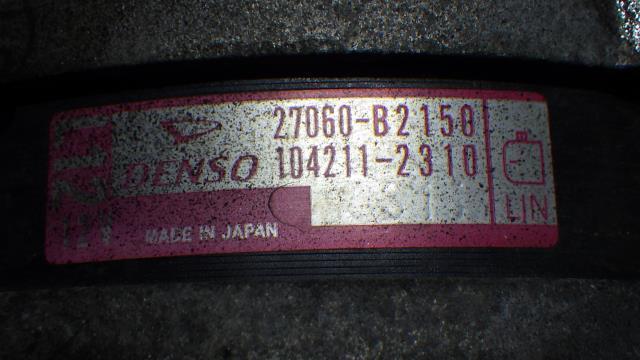 27060-B2150
DENSO 104211-2310
12V MADE IN JAPAN
LIN